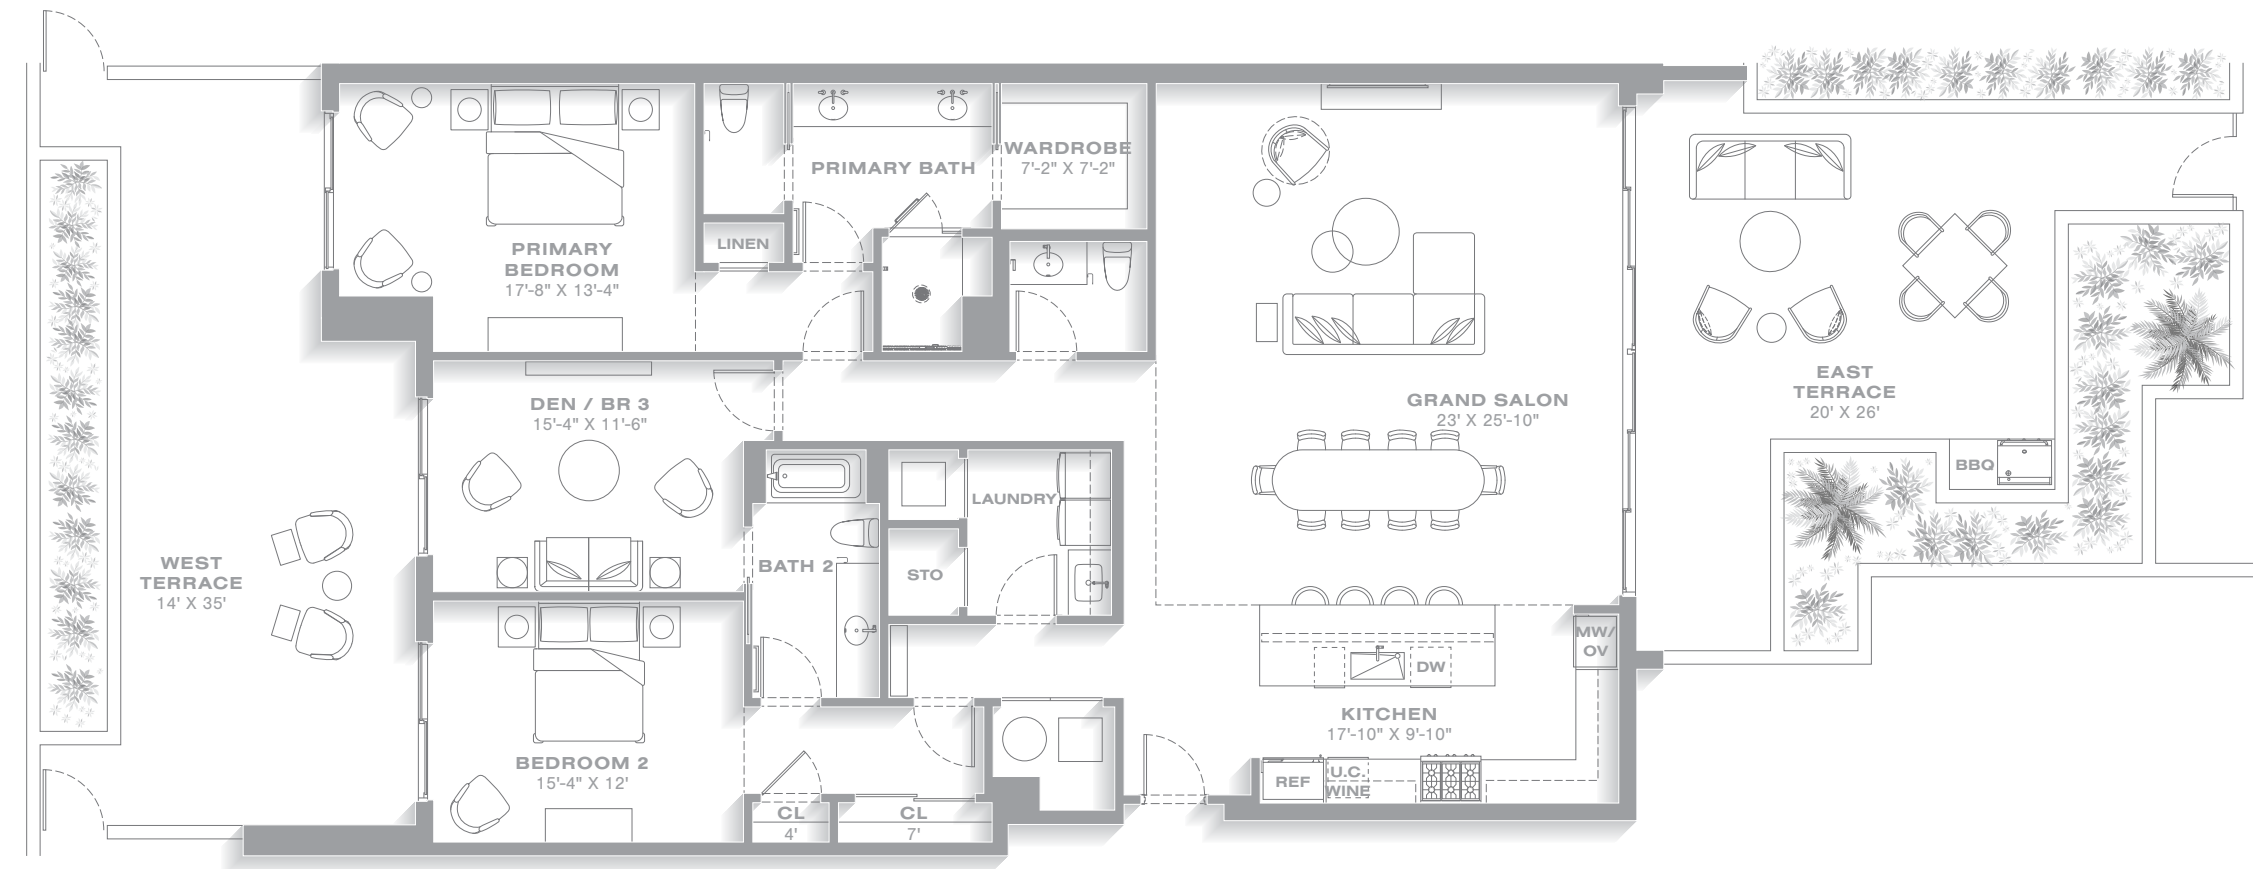 PRIMARY BATH
WARDROBE
7'-2" X 7'-2"
LINEN
PRIMARY
BEDROOM
17'-8" X 13'-4"
DEN / BR 3
15'-4" X 11'-6"
GRAND SALON
23' X 25'-10"
EAST
TERRACE
20' X 26'
BBQ
LAUNDRY
BATH 2
STO
WEST
TERRACE
14' X 35'
MW/
OV
DW
KITCHEN
17'-10" X 9'-10"
BEDROOM 2
15'-4" X 12'
REF
U.C.
WINE
CL
4'
CL
7'